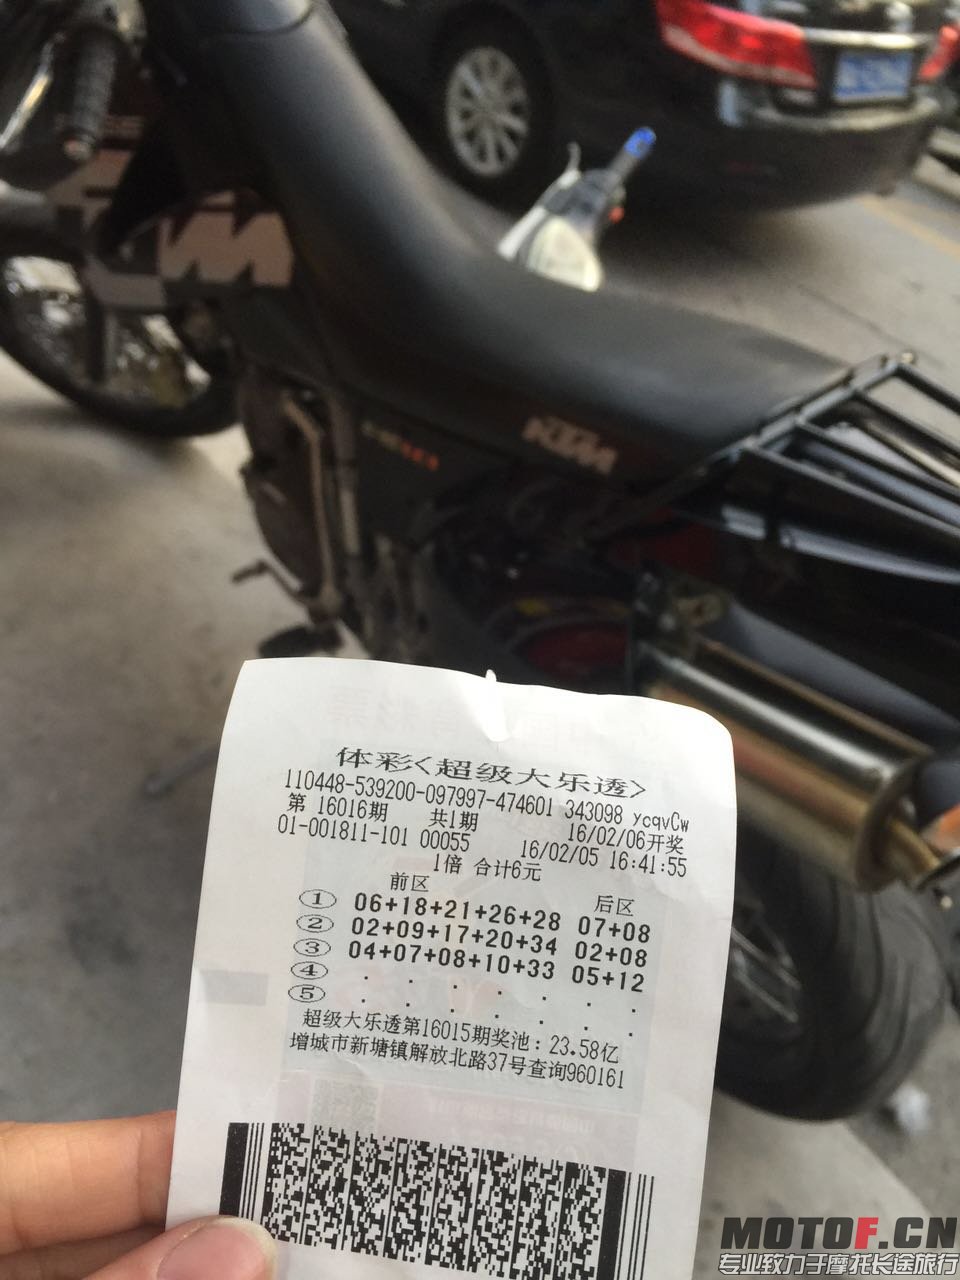 KTM
体彩<超级大乐透>
110448-539200-097997-474601 343098 ycqvCw
第 16016期 共1期 16/02/06开奖
01-001811-101 00055 16/02/05 16:41:55
1倍 合计6元
前区 后区
① 06+18+21+26+28 07+08
② 02+09+17+20+34 02+08
③ 04+07+08+10+33 05+12
④
⑤
超级大乐透第16015期奖池：23.58亿
增城市新塘镇解放北路37号查询960161
MOTOF.CN
专业致力于摩托长途旅行